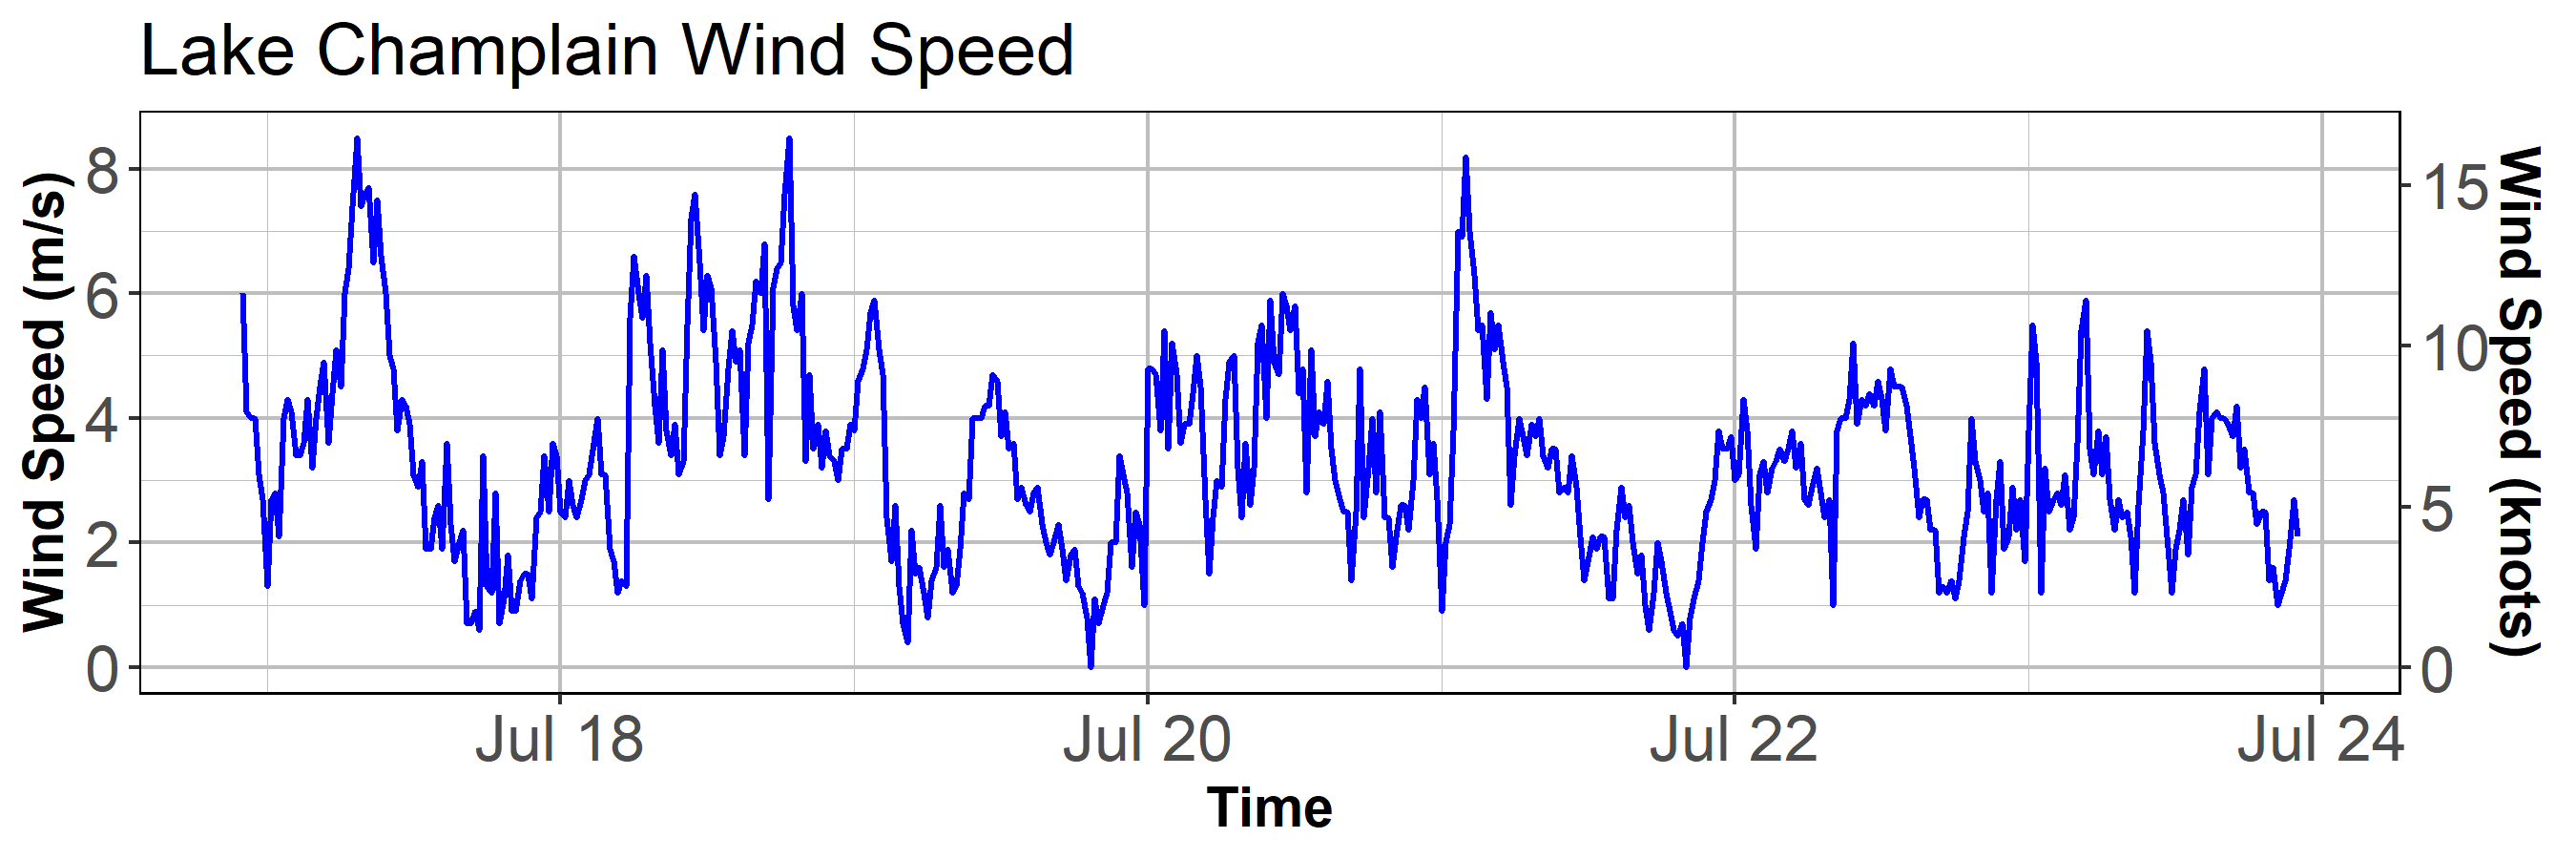 Lake Champlain Wind Speed
Wind Speed (m/s)
8
6
4
2
0
15
10
5
0
Wind Speed (knots)
Jul 18 Jul 20 Jul 22 Jul 24
Time